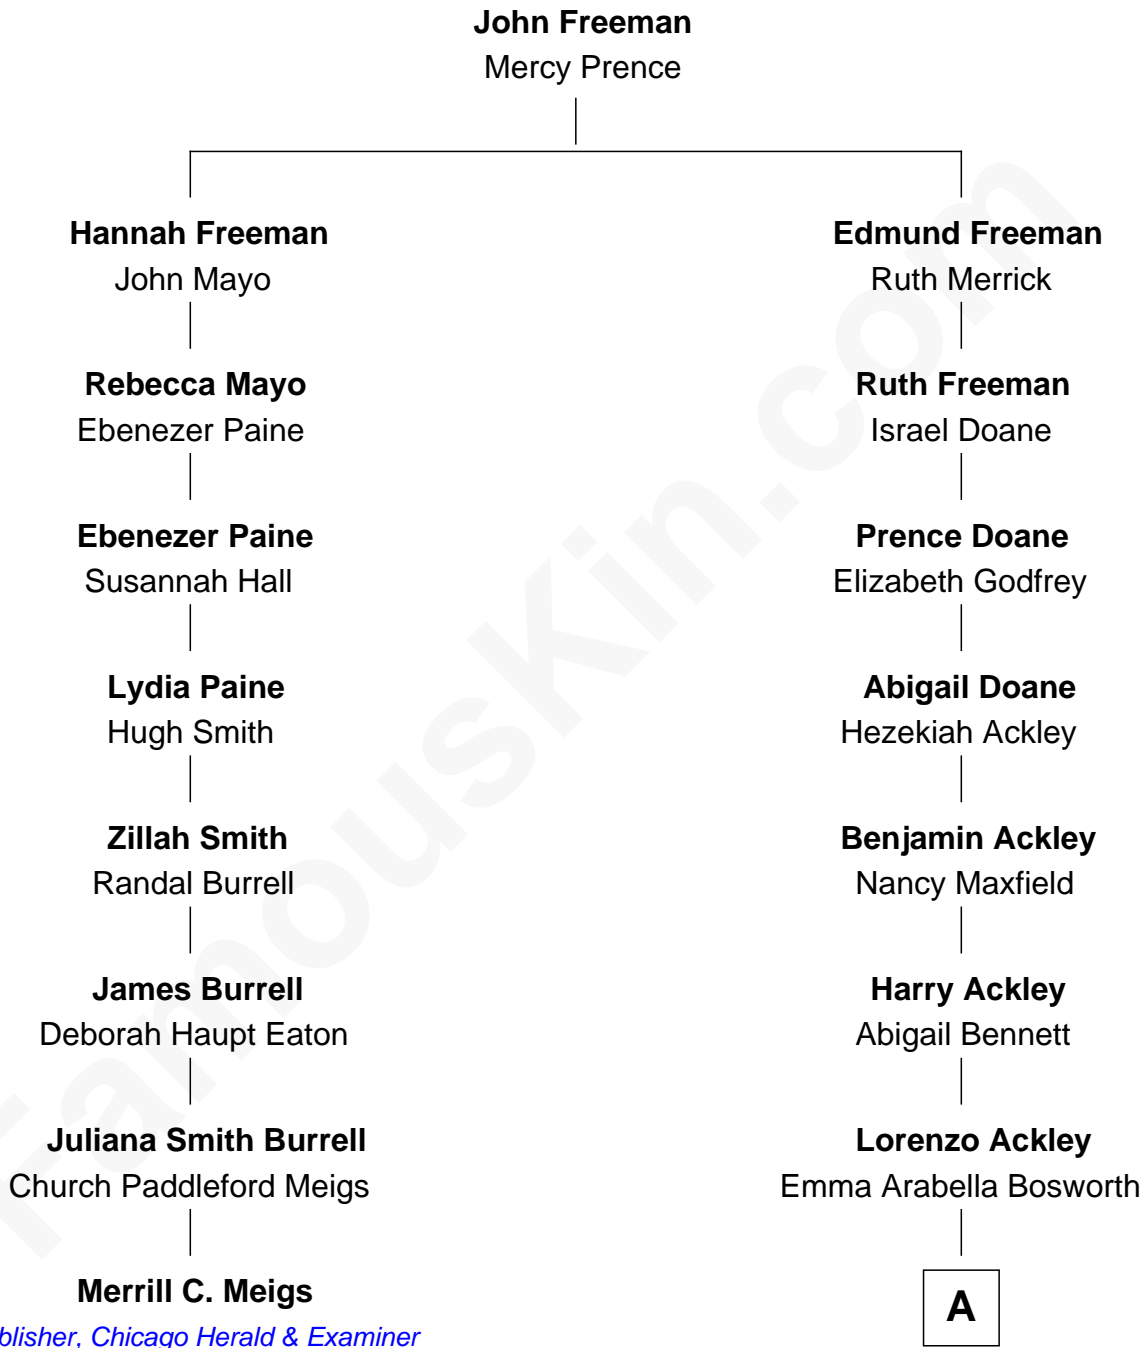 John Freeman
Mercy Prence
Hannah Freeman
John Mayo
Edmund Freeman
Ruth Merrick
Rebecca Mayo
Ebenezer Paine
Ruth Freeman
Israel Doane
Ebenezer Paine
Susannah Hall
Prence Doane
Elizabeth Godfrey
Lydia Paine
Hugh Smith
Abigail Doane
Hezekiah Ackley
Zillah Smith
Randal Burrell
Benjamin Ackley
Nancy Maxfield
James Burrell
Deborah Haupt Eaton
Harry Ackley
Abigail Bennett
Juliana Smith Burrell
Church Paddleford Meigs
Lorenzo Ackley
Emma Arabella Bosworth
Merrill C. Meigs
blisher, Chicago Herald & Examiner
A
FamousKin.com